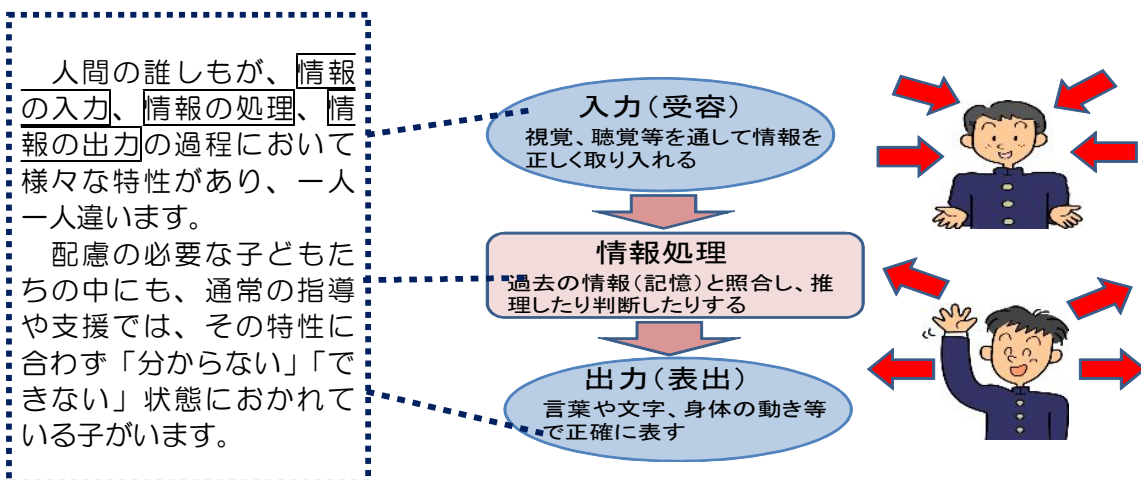 人間の誰しもが、情報
の入力、情報の処理、情
報の出力の過程において
様々な特性があり、一人
一人違います。
配慮の必要な子どもた
ちの中にも、通常の指導
や支援では、その特性に
合わず「分からない」「で
きない」状態におかれて
いる子がいます。
入力(受容)
視覚、聴覚等を通して情報を
正しく取り入れる
情報処理
過去の情報(記憶)と照合し、推
理したり判断したりする
出力(表出)
言葉や文字、身体の動き等
で正確に表す